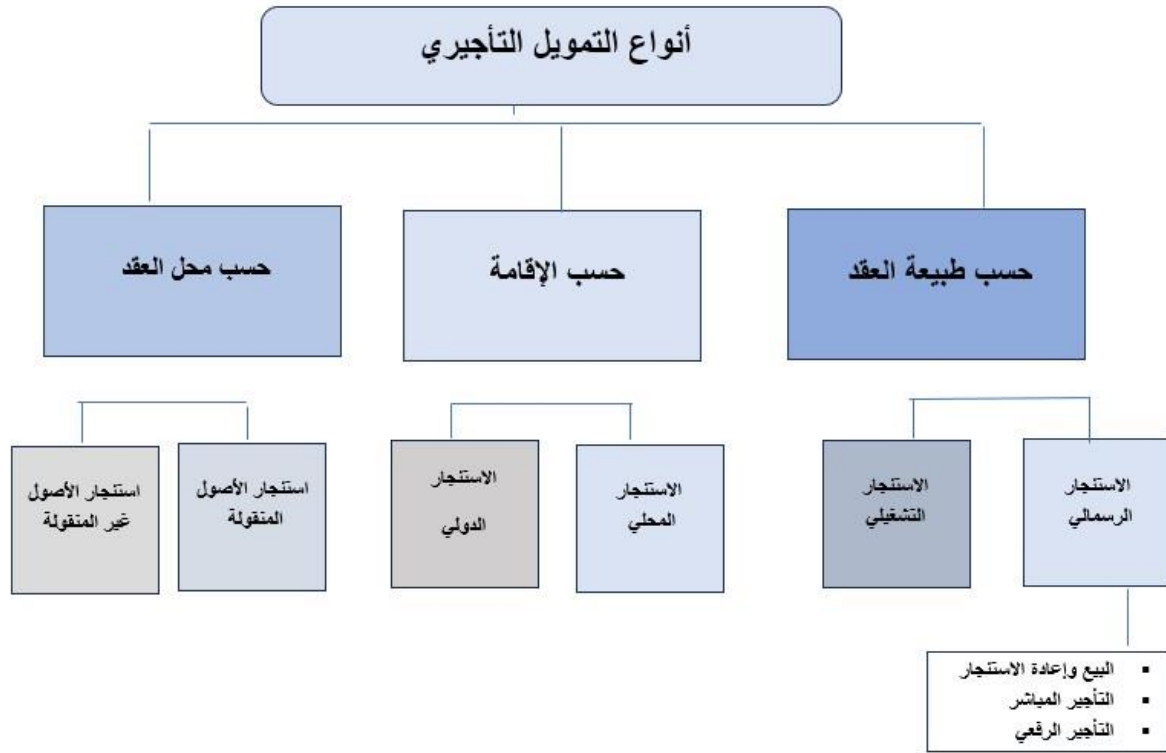 أنواع التمويل التأجيري
حسب طبيعة العقد
حسب الإقامة
حسب محل العقد
الاستئجار
الرسمالي
الاستئجار
التشغيلي
الاستئجار
المحلي
الاستئجار
الدولي
استئجار الأصول
المنقولة
استئجار الأصول
غير المنقولة
▪ البيع وإعادة الاستئجار
▪ التأجير المباشر
▪ التأجير الرفعي